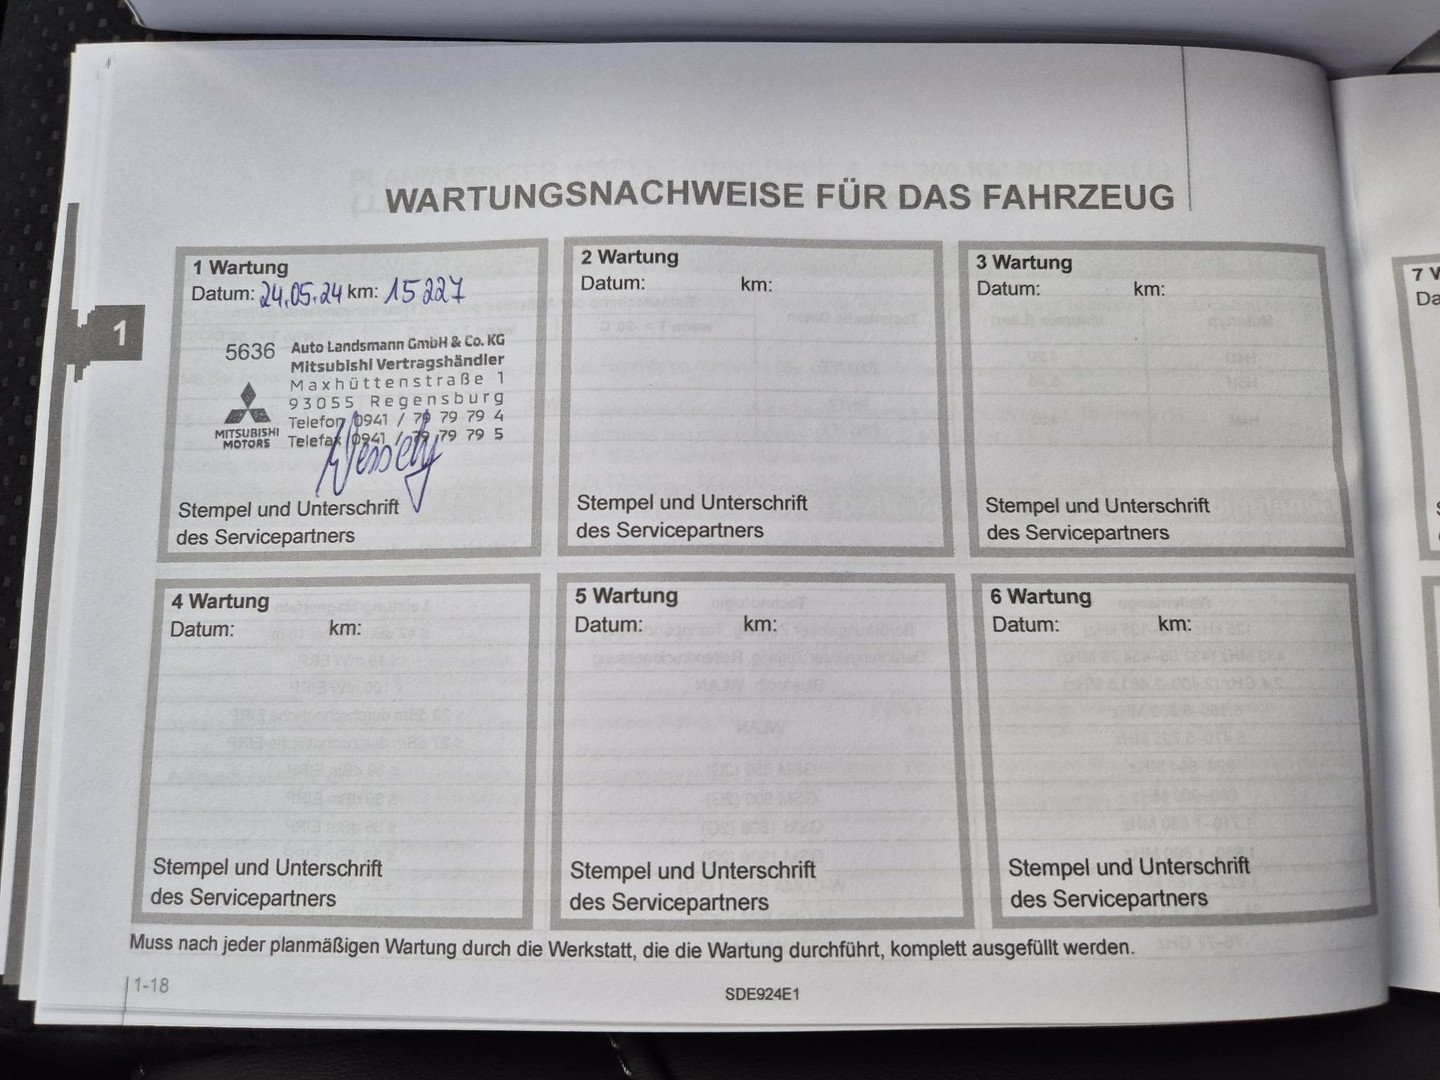 WARTUNGSNACHWEISE FÜR DAS FAHRZEUG
1
1 Wartung
Datum: 24.05.24 km: 15227
5636
Auto Landsmann GmbH & Co. KG
Mitsubishi Vertragshändler
Maxhüttenstraße 1
93055 Regensburg
Telefon 0941 / 79 79 79 4
Telefax 0941 / 79 79 79 5
MITSUBISHI
MOTORS
Stempel und Unterschrift
des Servicepartners
2 Wartung
Datum: km:
Stempel und Unterschrift
des Servicepartners
3 Wartung
Datum: km:
Stempel und Unterschrift
des Servicepartners
4 Wartung
Datum: km:
Stempel und Unterschrift
des Servicepartners
5 Wartung
Datum: km:
Stempel und Unterschrift
des Servicepartners
6 Wartung
Datum: km:
Stempel und Unterschrift
des Servicepartners
Muss nach jeder planmäßigen Wartung durch die Werkstatt, die die Wartung durchführt, komplett ausgefüllt werden.
1-18
SDE924E1
7